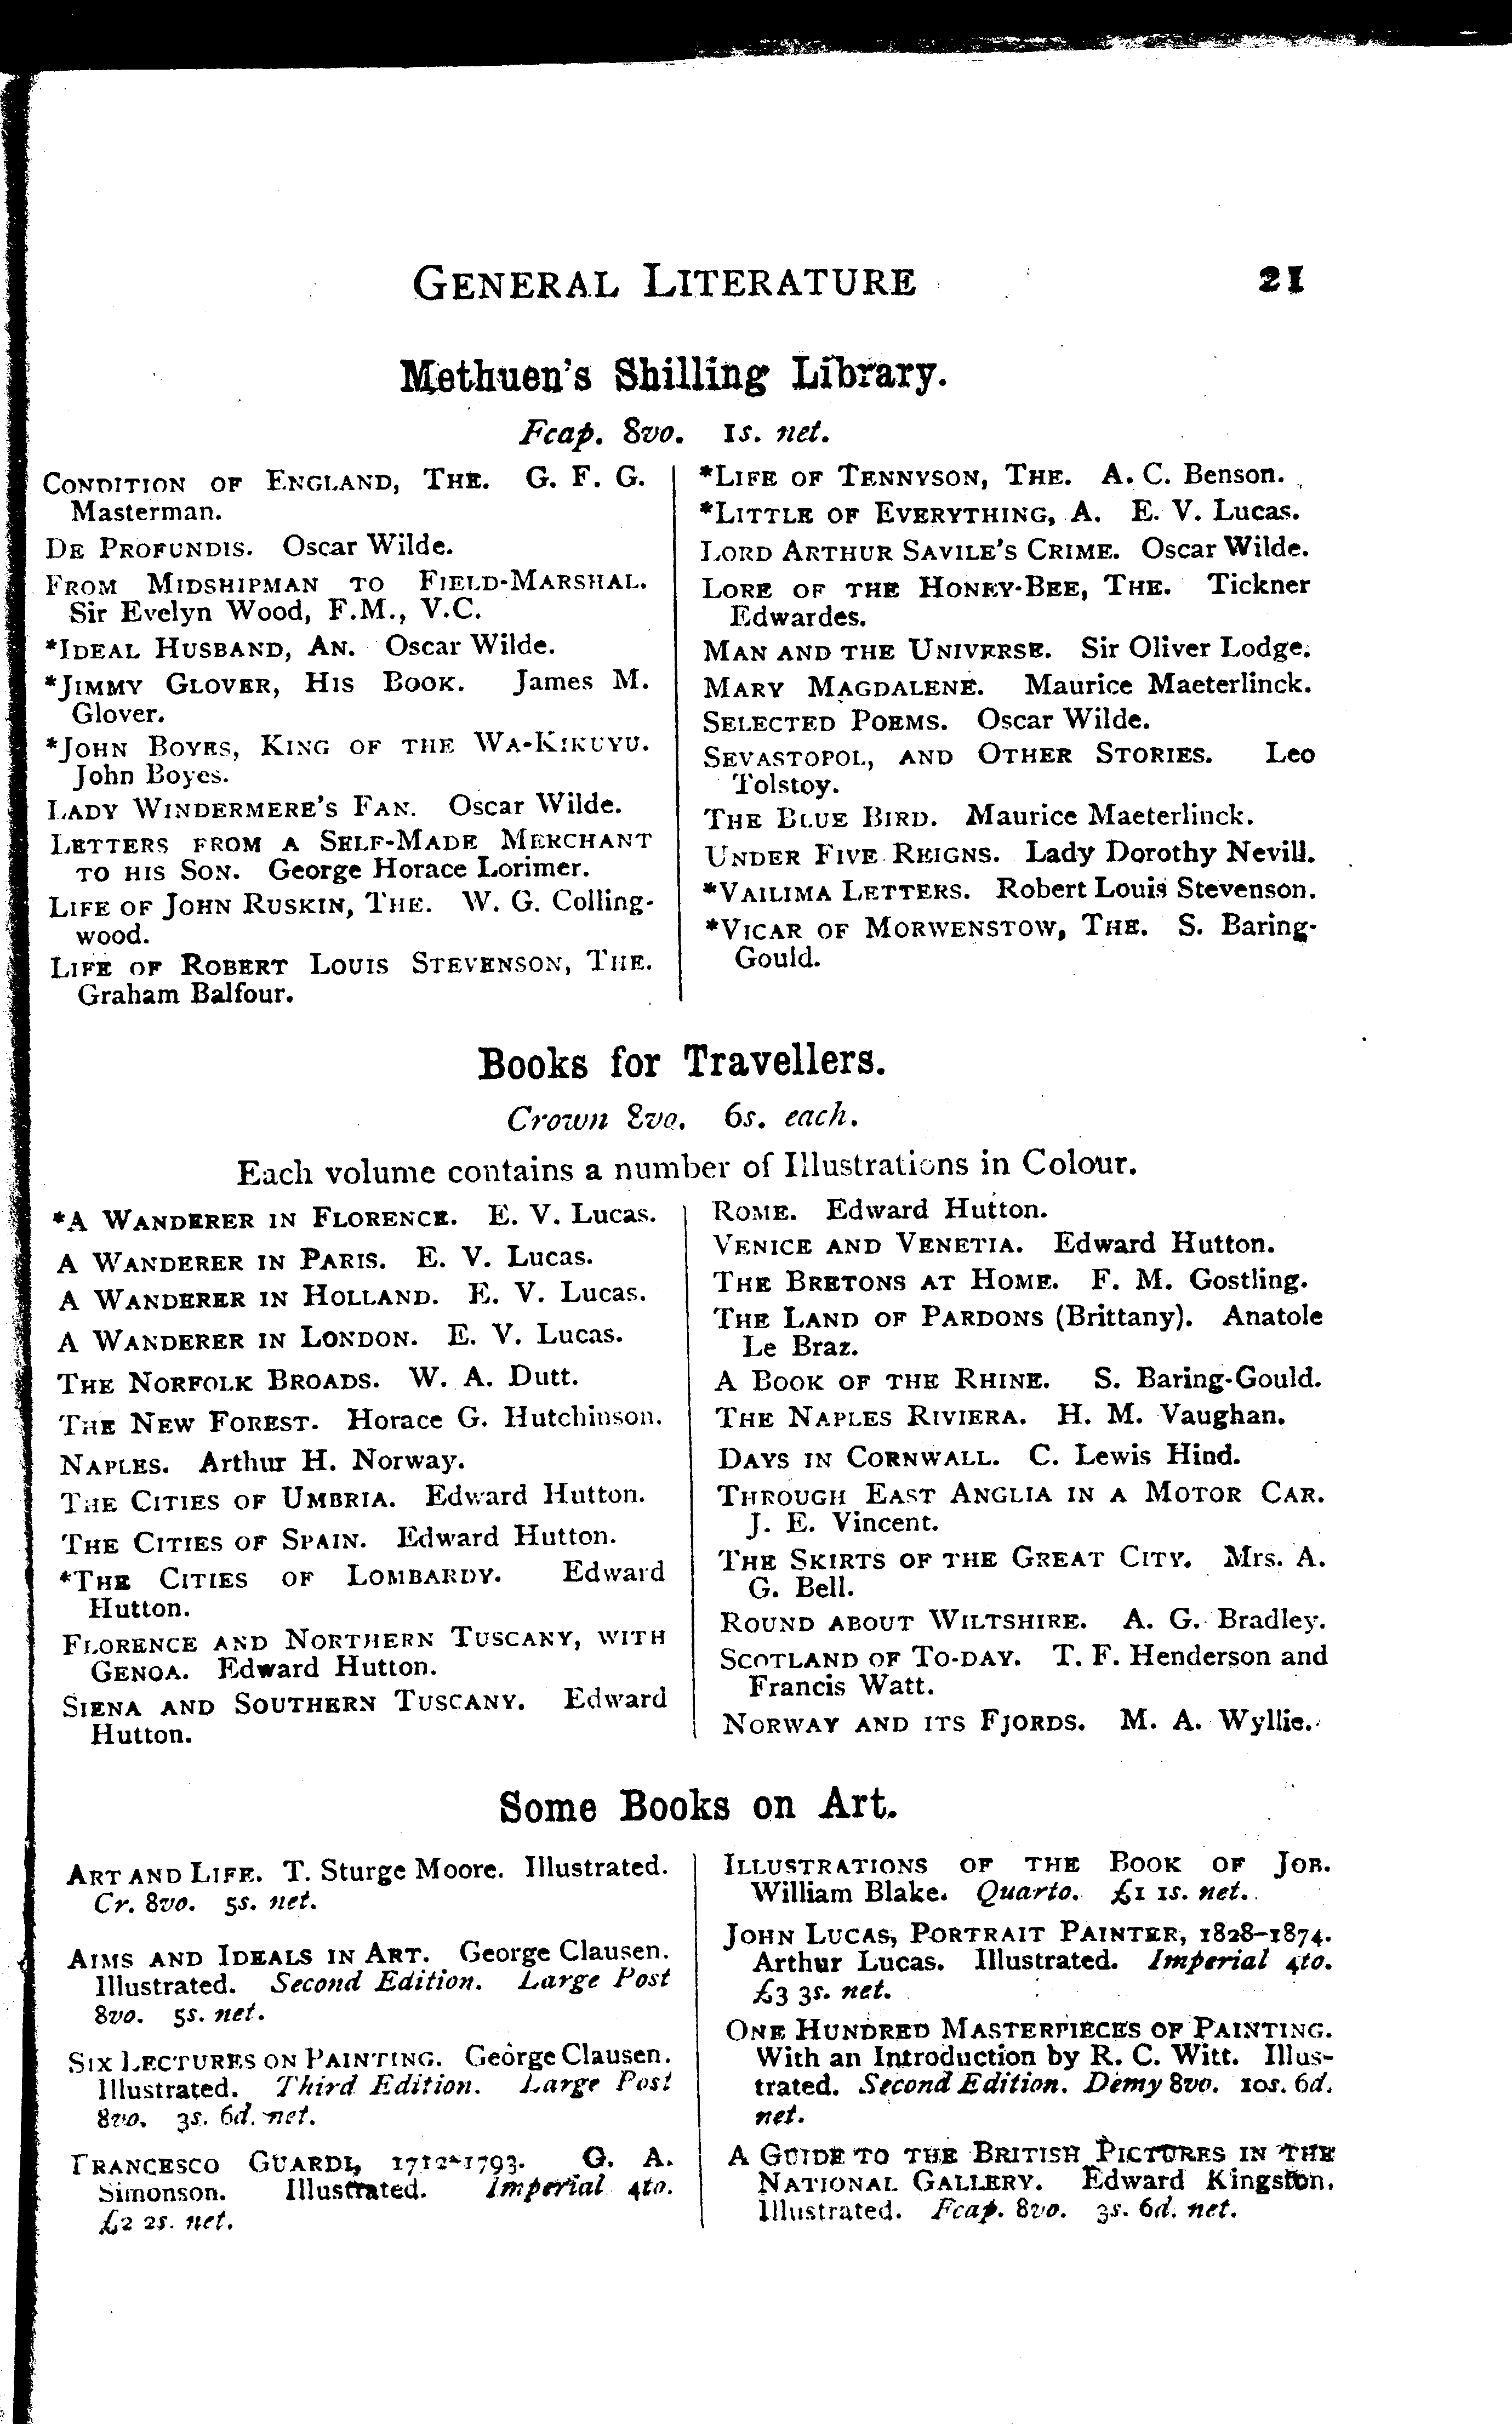 GENERAL LITERATURE 21
Methuen's Shilling Library.
Fcap. 8vo. 1s. net.
CONDITION OF ENGLAND, THE. G. F. G.
Masterman.
DE PROFUNDIS. Oscar Wilde.
FROM MIDSHIPMAN TO FIELD-MARSHAL.
Sir Evelyn Wood, F.M., V.C.
*IDEAL HUSBAND, AN. Oscar Wilde.
*JIMMY GLOVER, HIS BOOK. James M.
Glover.
*JOHN BOYES, KING OF THE WA-KIKUYU.
John Boyes.
LADY WINDERMERE'S FAN. Oscar Wilde.
LETTERS FROM A SELF-MADE MERCHANT
TO HIS SON. George Horace Lorimer.
LIFE OF JOHN RUSKIN, THE. W. G. Colling-
wood.
LIFE OF ROBERT LOUIS STEVENSON, THE.
Graham Balfour.
*LIFE OF TENNYSON, THE. A. C. Benson.
*LITTLE OF EVERYTHING, A. E. V. Lucas.
LORD ARTHUR SAVILE'S CRIME. Oscar Wilde.
LORE OF THE HONEY-BEE, THE. Tickner
Edwardes.
MAN AND THE UNIVERSE. Sir Oliver Lodge.
MARY MAGDALENE. Maurice Maeterlinck.
SELECTED POEMS. Oscar Wilde.
SEVASTOPOL, AND OTHER STORIES. Leo
Tolstoy.
THE BLUE BIRD. Maurice Maeterlinck.
UNDER FIVE REIGNS. Lady Dorothy Nevill.
*VAILIMA LETTERS. Robert Louis Stevenson.
*VICAR OF MORWENSTOW, THE. S. Baring-
Gould.
Books for Travellers.
Crown 8vo. 6s. each.
Each volume contains a number of Illustrations in Colour.
*A WANDERER IN FLORENCE. E. V. Lucas.
A WANDERER IN PARIS. E. V. Lucas.
A WANDERER IN HOLLAND. E. V. Lucas.
A WANDERER IN LONDON. E. V. Lucas.
THE NORFOLK BROADS. W. A. Dutt.
THE NEW FOREST. Horace G. Hutchinson.
NAPLES. Arthur H. Norway.
THE CITIES OF UMBRIA. Edward Hutton.
THE CITIES OF SPAIN. Edward Hutton.
*THE CITIES OF LOMBARDY. Edward
Hutton.
FLORENCE AND NORTHERN TUSCANY, WITH
GENOA. Edward Hutton.
SIENA AND SOUTHERN TUSCANY. Edward
Hutton.
ROME. Edward Hutton.
VENICE AND VENETIA. Edward Hutton.
THE BRETONS AT HOME. F. M. Gostling.
THE LAND OF PARDONS (Brittany). Anatole
Le Braz.
A BOOK OF THE RHINE. S. Baring-Gould.
THE NAPLES RIVIERA. H. M. Vaughan.
DAYS IN CORNWALL. C. Lewis Hind.
THROUGH EAST ANGLIA IN A MOTOR CAR.
J. E. Vincent.
THE SKIRTS OF THE GREAT CITY. Mrs. A.
G. Bell.
ROUND ABOUT WILTSHIRE. A. G. Bradley.
SCOTLAND OF TO-DAY. T. F. Henderson and
Francis Watt.
NORWAY AND ITS FJORDS. M. A. Wyllie.
Some Books on Art.
ART AND LIFE. T. Sturge Moore. Illustrated.
Cr. 8vo. 5s. net.
AIMS AND IDEALS IN ART. George Clausen.
Illustrated. Second Edition. Large Post
8vo. 5s. net.
SIX LECTURES ON PAINTING. George Clausen.
Illustrated. Third Edition. Large Post
8vo. 3s. 6d. net.
FRANCESCO GUARDI, 1712-1793. G. A.
Simonson. Illustrated. Imperial 4to.
£2 2s. net.
ILLUSTRATIONS OF THE BOOK OF JOB.
William Blake. Quarto. £1 1s. net.
JOHN LUCAS, PORTRAIT PAINTER, 1828-1874.
Arthur Lucas. Illustrated. Imperial 4to.
£3 3s. net.
ONE HUNDRED MASTERPIECES OF PAINTING.
With an Introduction by R. C. Witt. Illus-
trated. Second Edition. Demy 8vo. 10s. 6d.
net.
A GUIDE TO THE BRITISH PICTURES IN THE
NATIONAL GALLERY. Edward Kingston.
Illustrated. Fcap. 8vo. 3s. 6d. net.